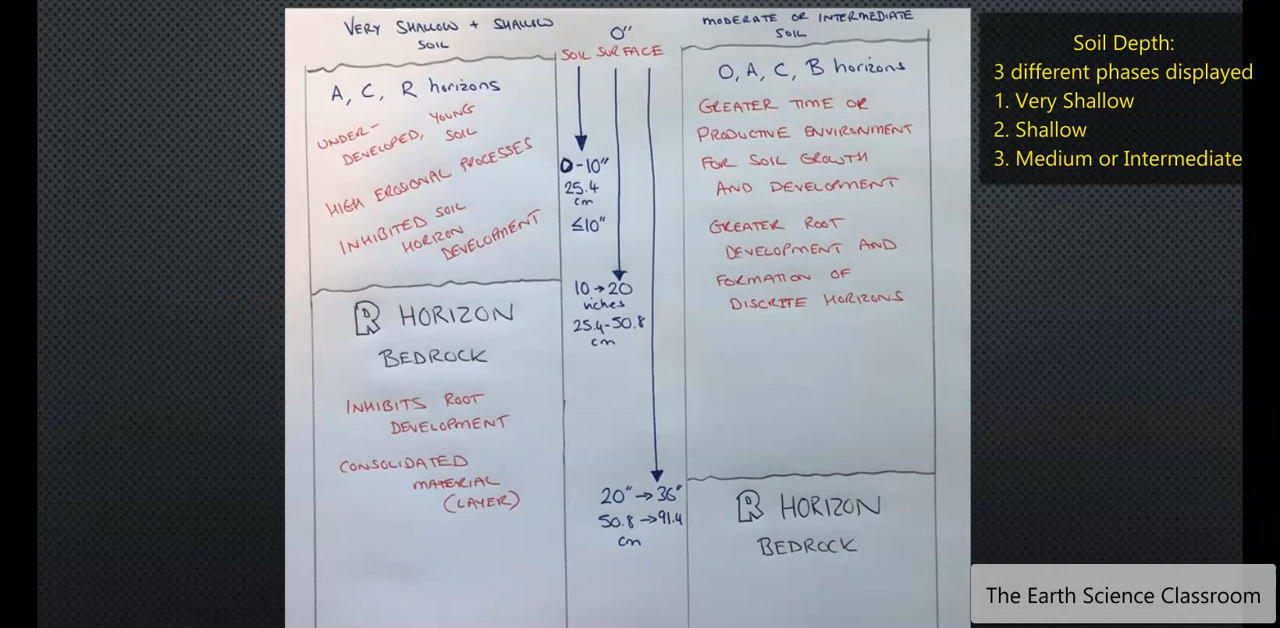 VERY SHALLOW + SHALLOW
SOIL
A, C, R horizons
UNDER- YOUNG
DEVELOPED, SOIL
HIGH EROSIONAL PROCESSES
INHIBITED SOIL
HORIZON
DEVELOPMENT
R HORIZON
BEDROCK
INHIBITS ROOT
DEVELOPMENT
CONSOLIDATED
MATERIAL
(LAYER)
0"
SOIL SURFACE
0-10"
25.4
cm
≤10"
10→20
inches
25.4-50.8
cm
20"→36"
50.8→91.4
cm
MODERATE OR INTERMEDIATE
SOIL
O, A, C, B horizons
GREATER TIME OR
PRODUCTIVE ENVIRONMENT
FOR SOIL GROWTH
AND DEVELOPMENT
GREATER ROOT
DEVELOPMENT AND
FORMATION OF
DISCRETE HORIZONS
R HORIZON
BEDROCK
Soil Depth:
3 different phases displayed
1. Very Shallow
2. Shallow
3. Medium or Intermediate
The Earth Science Classroom